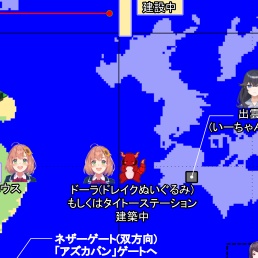 建設中
出雲
(いーちゃん
ウス
ドーラ(ドレイクぬいぐるみ)
もしくはタイトーステーション
建築中
ネザーゲート(双方向)
「アズカバン」ゲートへ